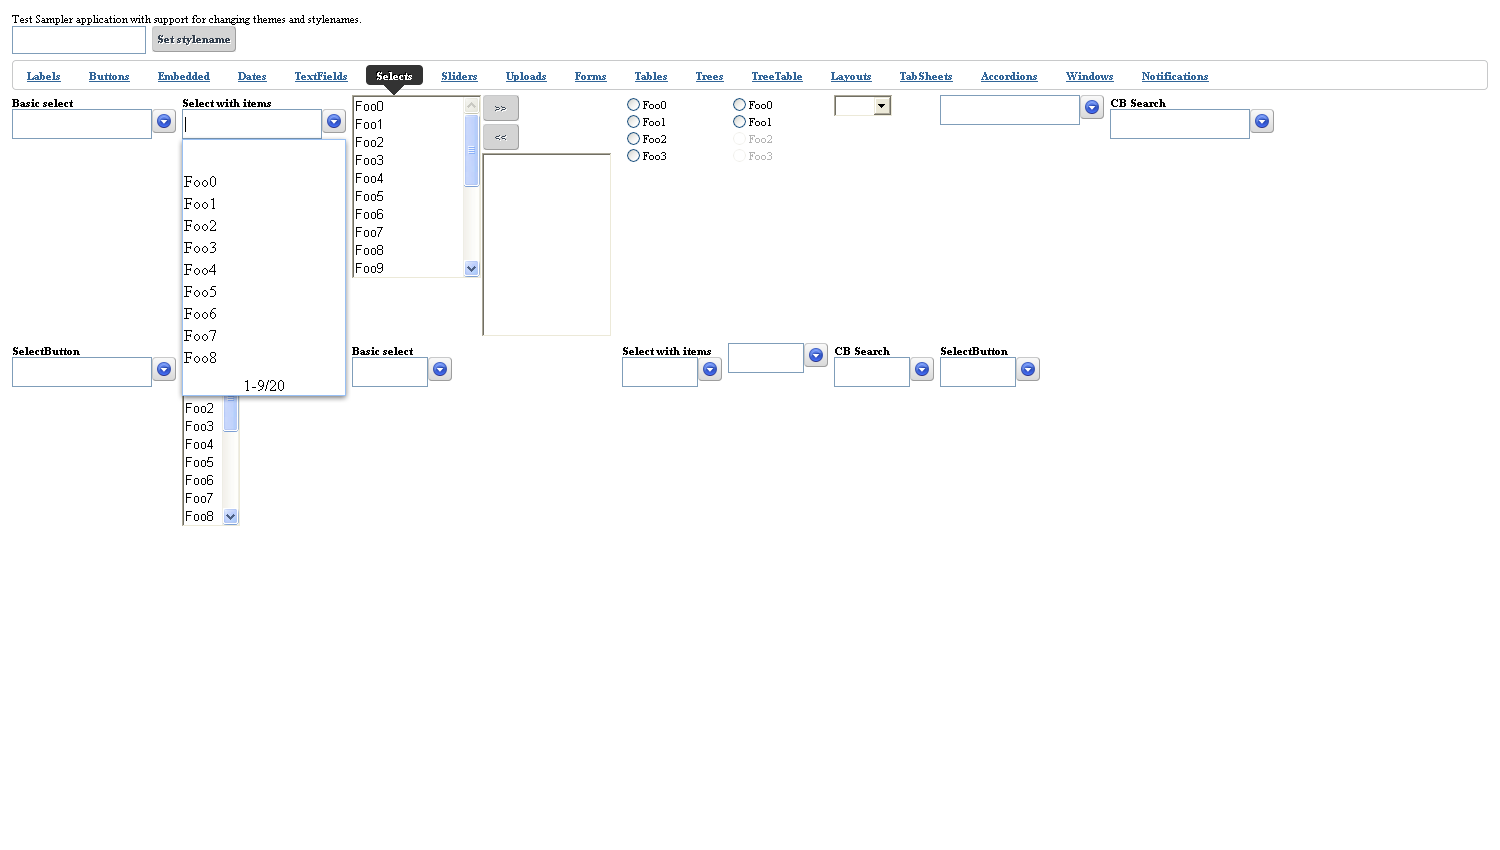 Test Sampler application with support for changing themes and stylenames.
Set stylename
Labels Buttons Embedded Dates TextFields Selects Sliders Uploads Forms Tables Trees TreeTable Layouts TabSheets Accordions Windows Notifications
Basic select
Select with items
Foo0
Foo1
Foo2
Foo3
Foo4
Foo5
Foo6
Foo7
Foo8
1-9/20
Foo0
Foo1
Foo2
Foo3
Foo4
Foo5
Foo6
Foo7
Foo8
Foo9
>>
<<
Foo0
Foo1
Foo2
Foo3
Foo0
Foo1
Foo2
Foo3
CB Search
SelectButton
Foo2
Foo3
Foo4
Foo5
Foo6
Foo7
Foo8
Basic select
Select with items
CB Search
SelectButton